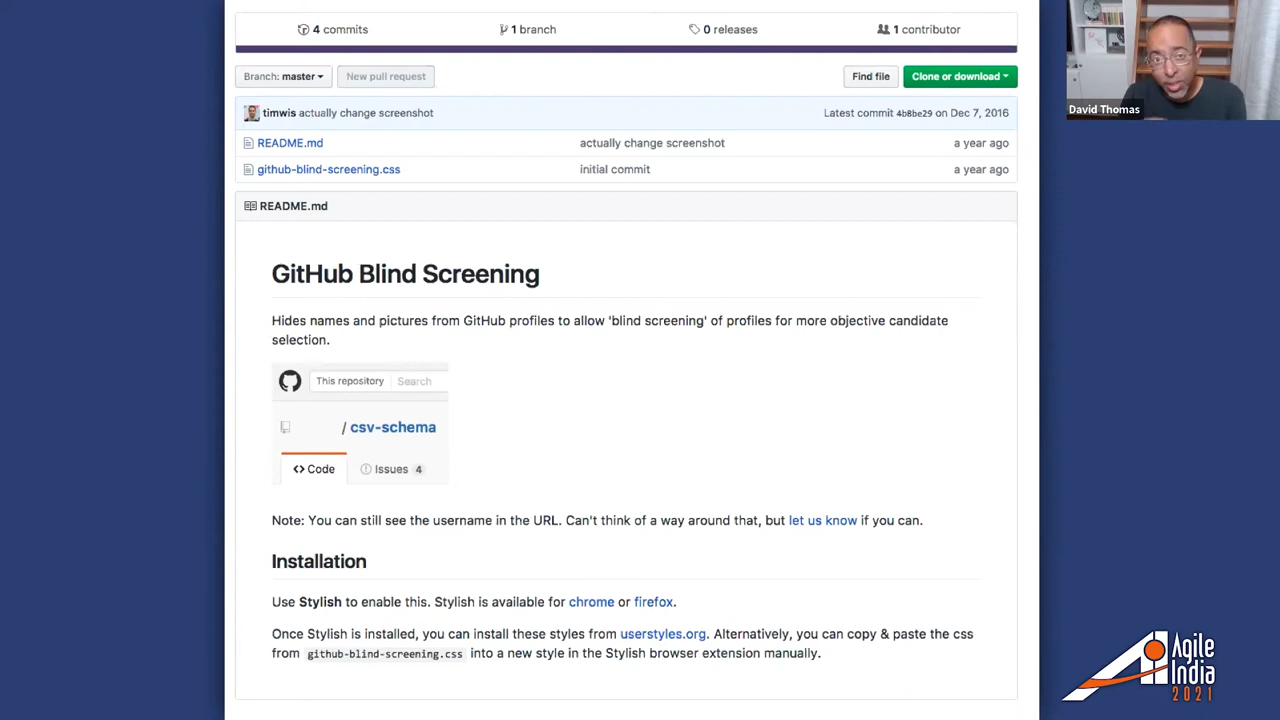 4 commits
1 branch
0 releases
1 contributor
Branch: master
New pull request
Find file
Clone or download
timwis actually change screenshot
Latest commit 4b8be29 on Dec 7, 2016
README.md
actually change screenshot
a year ago
github-blind-screening.css
initial commit
a year ago
README.md
GitHub Blind Screening
Hides names and pictures from GitHub profiles to allow 'blind screening' of profiles for more objective candidate
selection.
This repository
Search
/ csv-schema
<> Code
Issues 4
Note: You can still see the username in the URL. Can't think of a way around that, but let us know if you can.
Installation
Use Stylish to enable this. Stylish is available for chrome or firefox.
Once Stylish is installed, you can install these styles from userstyles.org. Alternatively, you can copy & paste the css
from github-blind-screening.css into a new style in the Stylish browser extension manually.
David Thomas
Agile
India
2021